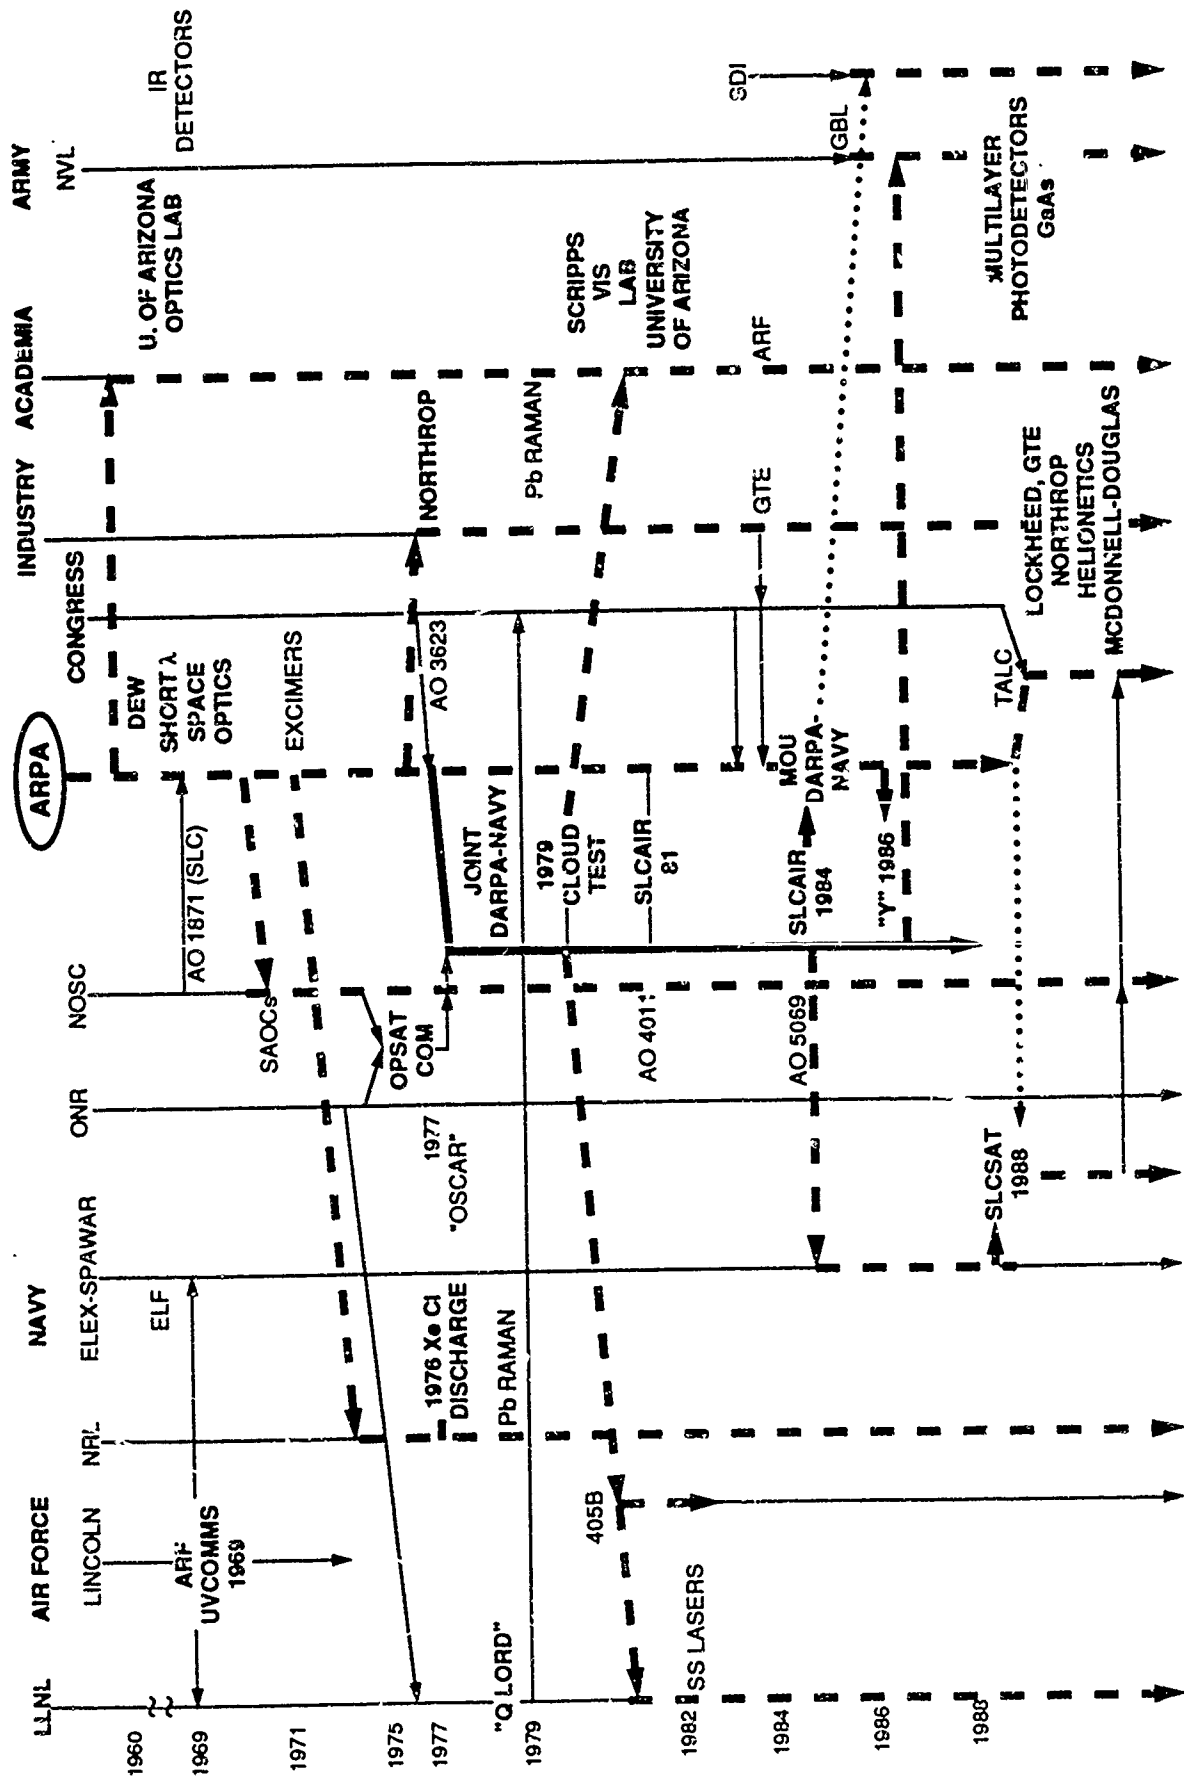 ARPA
LLNL
AIR FORCE
LINCOLN
NAVY
NRL
ELEX-SPAWAR
ONR
NOSC
CONGRESS
INDUSTRY
ACADEMIA
ARMY
NVL
1960
1969
1971
1975
1977
1979
1982
1984
1986
1988
DEW
SHORT λ
SPACE
OPTICS
U. OF ARIZONA
OPTICS LAB
IR
DETECTORS
ARF
UVCOMMS
1969
ELF
AO 1871 (SLC)
SAOCs
EXCIMERS
OPSAT
COM
1977
"OSCAR"
1976 Xe Cl
DISCHARGE
Pb RAMAN
"Q LORD"
AO 3623
NORTHROP
Pb RAMAN
JOINT
DARPA-NAVY
1979
CLOUD
TEST
SCRIPPS
VIS
LAB
UNIVERSITY
OF ARIZONA
405B
SS LASERS
AO 4011
SLCAIR
81
GTE
ARF
SDI
GBL
AO 5069
SLCAIR
1984
MOU
DARPA-
NAVY
"Y" 1986
SLCSAT
1988
TALC
LOCKHEED, GTE
NORTHROP
HELIONETICS
MCDONNELL-DOUGLAS
MULTILAYER
PHOTODETECTORS
GaAs